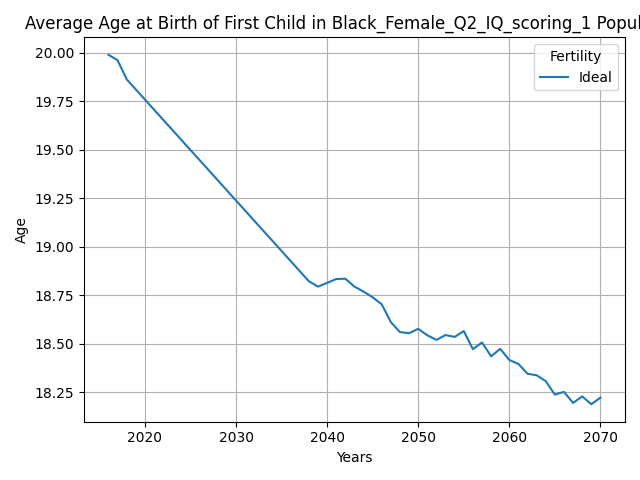 Average Age at Birth of First Child in Black_Female_Q2_IQ_scoring_1 Popul
Fertility
Ideal
20.00
19.75
19.50
19.25
19.00
18.75
18.50
18.25
Age
2020 2030 2040 2050 2060 2070
Years